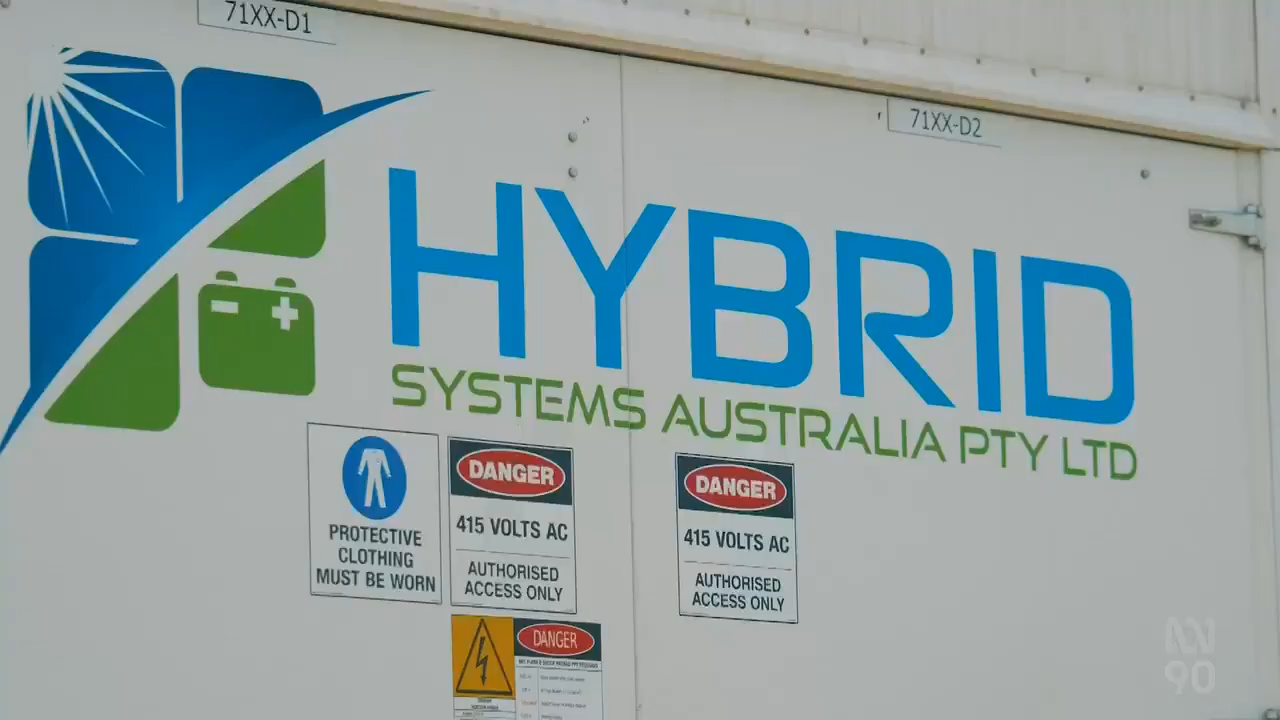 71XX-D1
71XX-D2
HYBRID
SYSTEMS AUSTRALIA PTY LTD
PROTECTIVE
CLOTHING
MUST BE WORN
DANGER
415 VOLTS AC
AUTHORISED
ACCESS ONLY
DANGER
415 VOLTS AC
AUTHORISED
ACCESS ONLY
DANGER
90